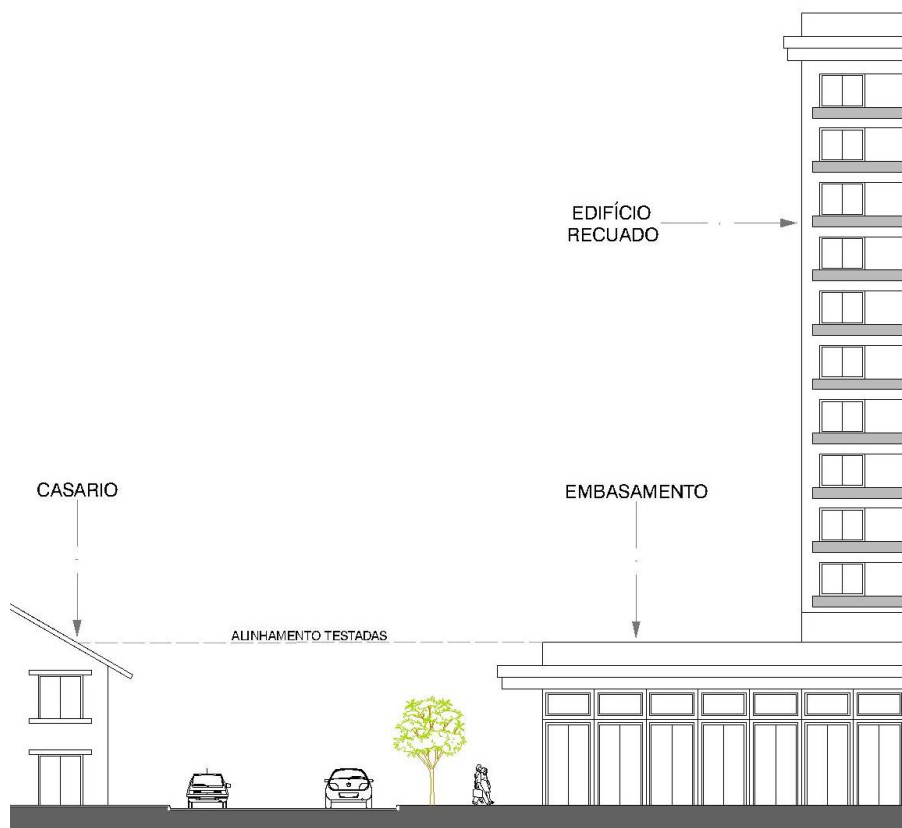 EDIFÍCIO
RECUADO
CASARIO
EMBASAMENTO
ALINHAMENTO TESTADAS